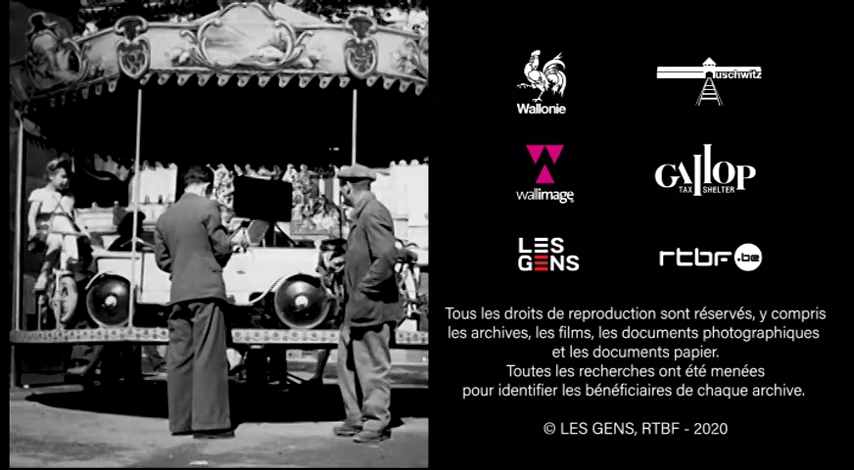 Wallonie
uschwitz
wallimage
GALLOP
TAX SHELTER
LES
GENS
rtbf.be
Tous les droits de reproduction sont réservés, y compris
les archives, les films, les documents photographiques
et les documents papier.
Toutes les recherches ont été menées
pour identifier les bénéficiaires de chaque archive.
© LES GENS, RTBF - 2020